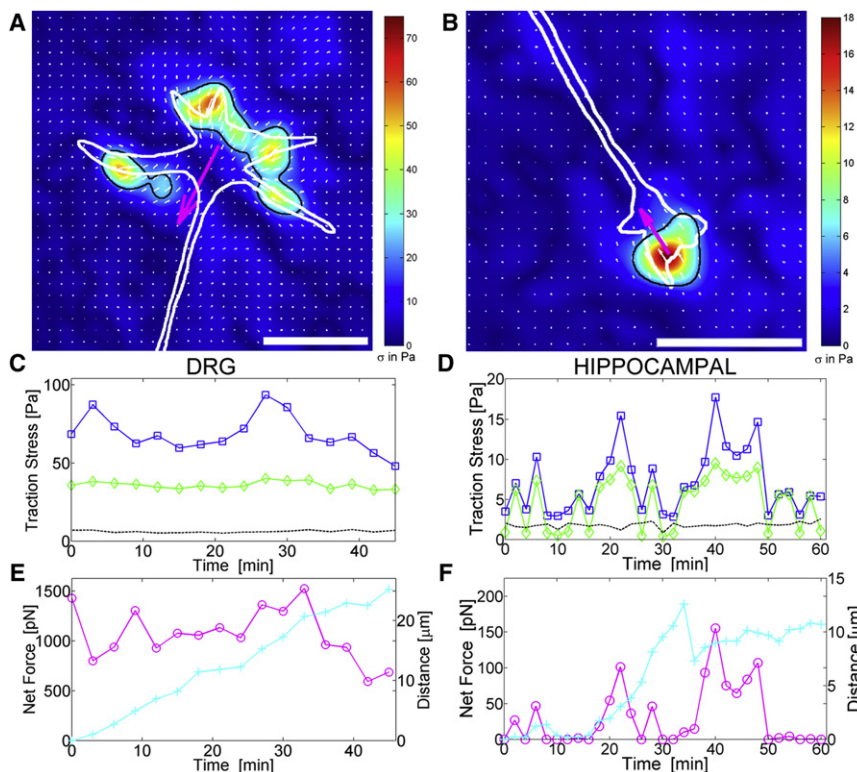 A
B
70
60
50
40
30
20
10
0
σ in Pa
18
16
14
12
10
8
6
4
2
0
σ in Pa
C
DRG
D
HIPPOCAMPAL
Traction Stress [Pa]
100
50
0
0 10 20 30 40
Time [min]
Traction Stress [Pa]
20
15
10
5
0
0 10 20 30 40 50 60
Time [min]
E
Net Force [pN]
1500
1000
500
0
0 10 20 30 40
Time [min]
20
10
0
Distance [μm]
F
Net Force [pN]
200
150
100
50
0
0 10 20 30 40 50 60
Time [min]
15
10
5
0
Distance [μm]